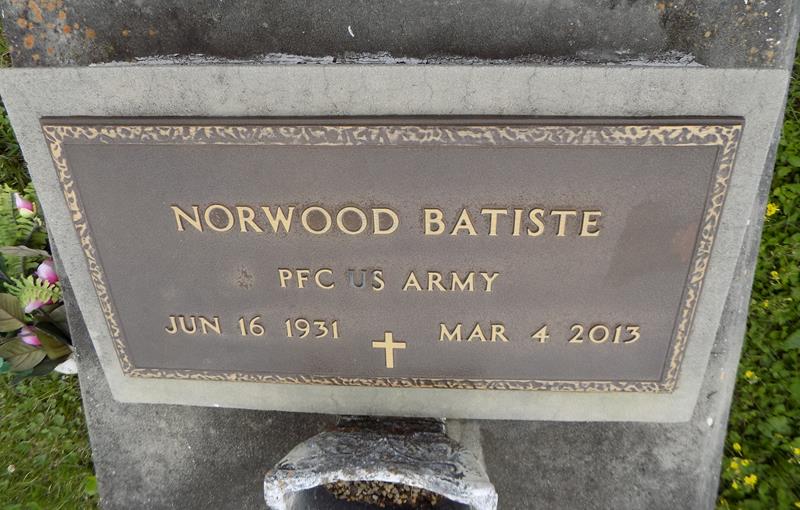 NORWOOD BATISTE
PFC US ARMY
JUN 16 1931 MAR 4 2013